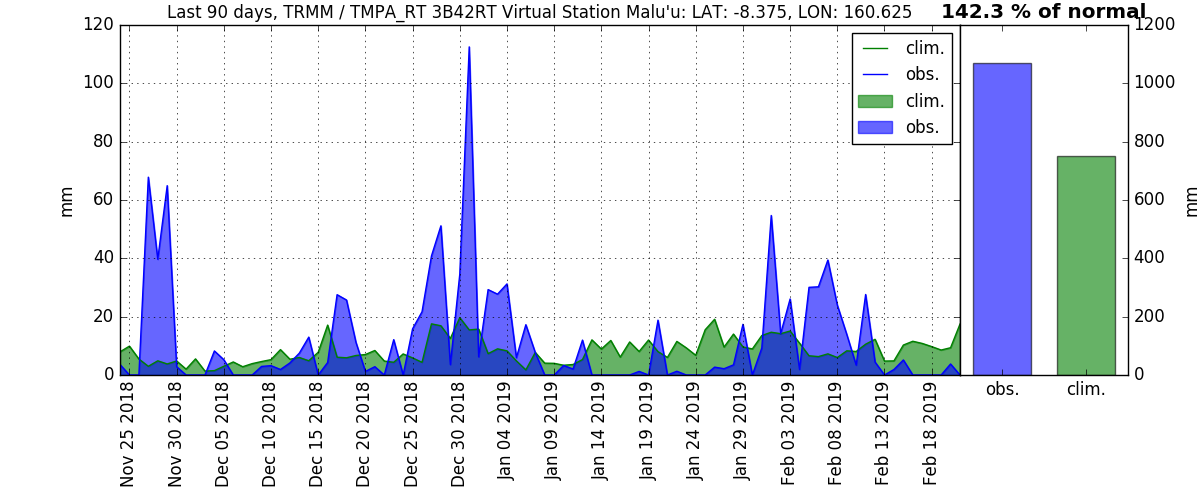 Last 90 days, TRMM / TMPA_RT 3B42RT Virtual Station Malu'u: LAT: -8.375, LON: 160.625
142.3 % of normal
clim.
obs.
clim.
obs.
mm
120
100
80
60
40
20
0
1200
1000
800
600
400
200
0
mm
Nov 25 2018
Nov 30 2018
Dec 05 2018
Dec 10 2018
Dec 15 2018
Dec 20 2018
Dec 25 2018
Dec 30 2018
Jan 04 2019
Jan 09 2019
Jan 14 2019
Jan 19 2019
Jan 24 2019
Jan 29 2019
Feb 03 2019
Feb 08 2019
Feb 13 2019
Feb 18 2019
obs.
clim.